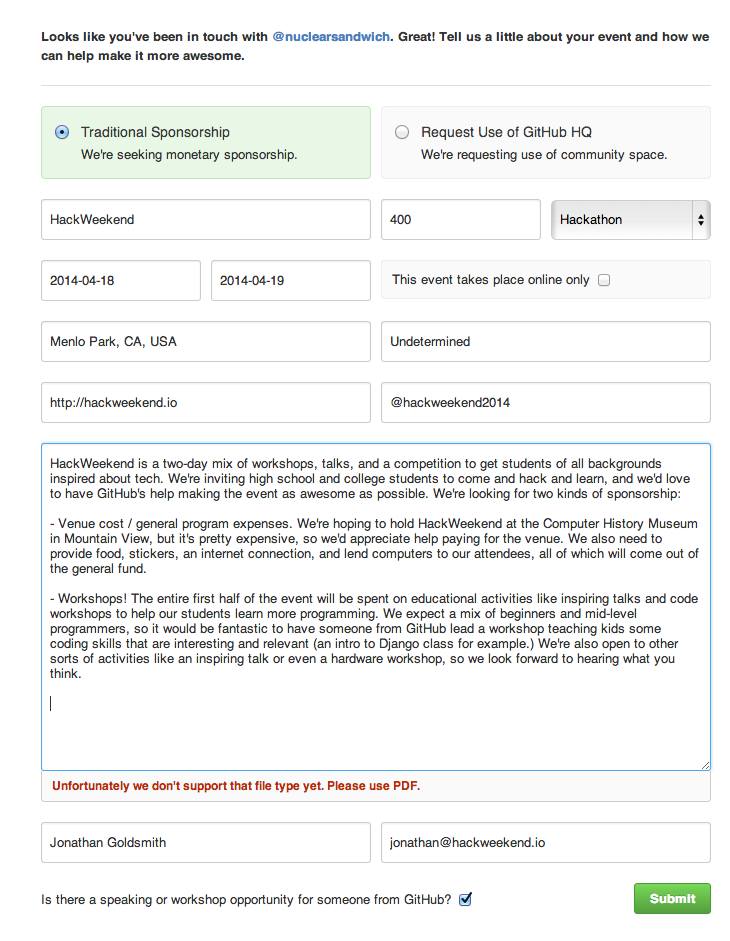 Looks like you've been in touch with @nuclearsandwich. Great! Tell us a little about your event and how we
can help make it more awesome.
Traditional Sponsorship
We're seeking monetary sponsorship.
Request Use of GitHub HQ
We're requesting use of community space.
HackWeekend
400
Hackathon
2014-04-18
2014-04-19
This event takes place online only
Menlo Park, CA, USA
Undetermined
http://hackweekend.io
@hackweekend2014
HackWeekend is a two-day mix of workshops, talks, and a competition to get students of all backgrounds
inspired about tech. We're inviting high school and college students to come and hack and learn, and we'd love
to have GitHub's help making the event as awesome as possible. We're looking for two kinds of sponsorship:
- Venue cost / general program expenses. We're hoping to hold HackWeekend at the Computer History Museum
in Mountain View, but it's pretty expensive, so we'd appreciate help paying for the venue. We also need to
provide food, stickers, an internet connection, and lend computers to our attendees, all of which will come out of
the general fund.
- Workshops! The entire first half of the event will be spent on educational activities like inspiring talks and code
workshops to help our students learn more programming. We expect a mix of beginners and mid-level
programmers, so it would be fantastic to have someone from GitHub lead a workshop teaching kids some
coding skills that are interesting and relevant (an intro to Django class for example.) We're also open to other
sorts of activities like an inspiring talk or even a hardware workshop, so we look forward to hearing what you
think.
Unfortunately we don't support that file type yet. Please use PDF.
Jonathan Goldsmith
jonathan@hackweekend.io
Is there a speaking or workshop opportunity for someone from GitHub?
Submit